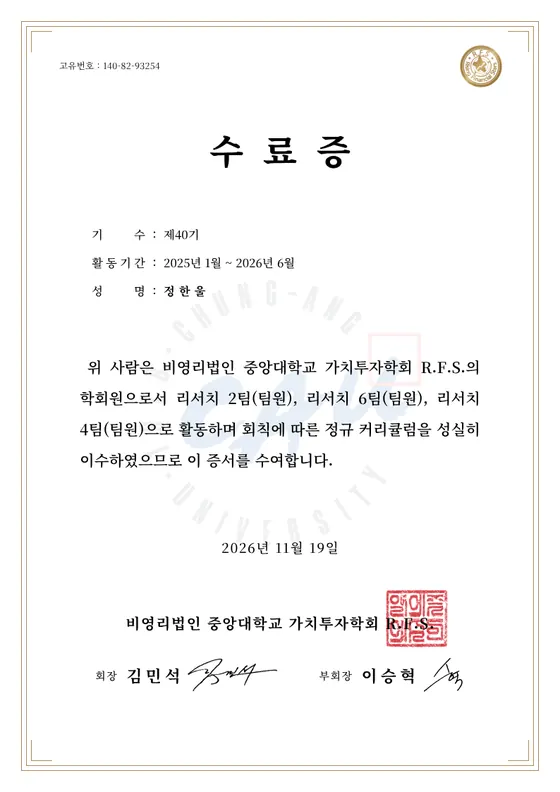 고유번호 : 140-82-93254
수 료 증
기 수 : 제40기
활동기간 : 2025년 1월 ~ 2026년 6월
성 명 : 정한울
CHUNG-ANG
CAU
UNIVERSITY
위 사람은 비영리법인 중앙대학교 가치투자학회 R.F.S.의
학회원으로서 리서치 2팀(팀원), 리서치 6팀(팀원), 리서치
4팀(팀원)으로 활동하며 회칙에 따른 정규 커리큘럼을 성실히
이수하였으므로 이 증서를 수여합니다.
2026년 11월 19일
비영리법인 중앙대학교 가치투자학회 R.F.S.
회장 김민석 부회장 이승혁